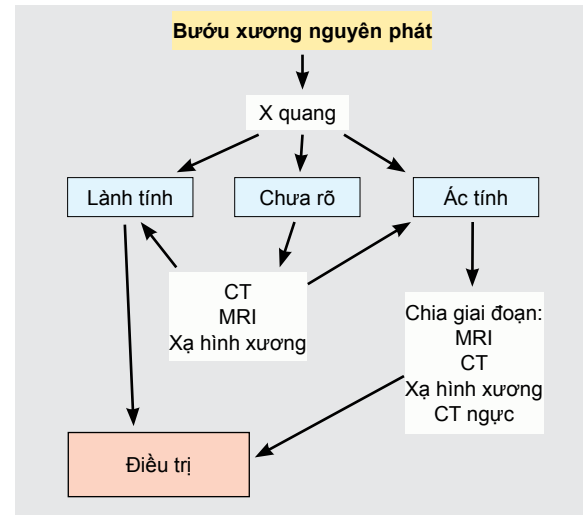 Bướu xương nguyên phát
X quang
Lành tính
Chưa rõ
Ác tính
CT
MRI
Xạ hình xương
Chia giai đoạn:
MRI
CT
Xạ hình xương
CT ngực
Điều trị